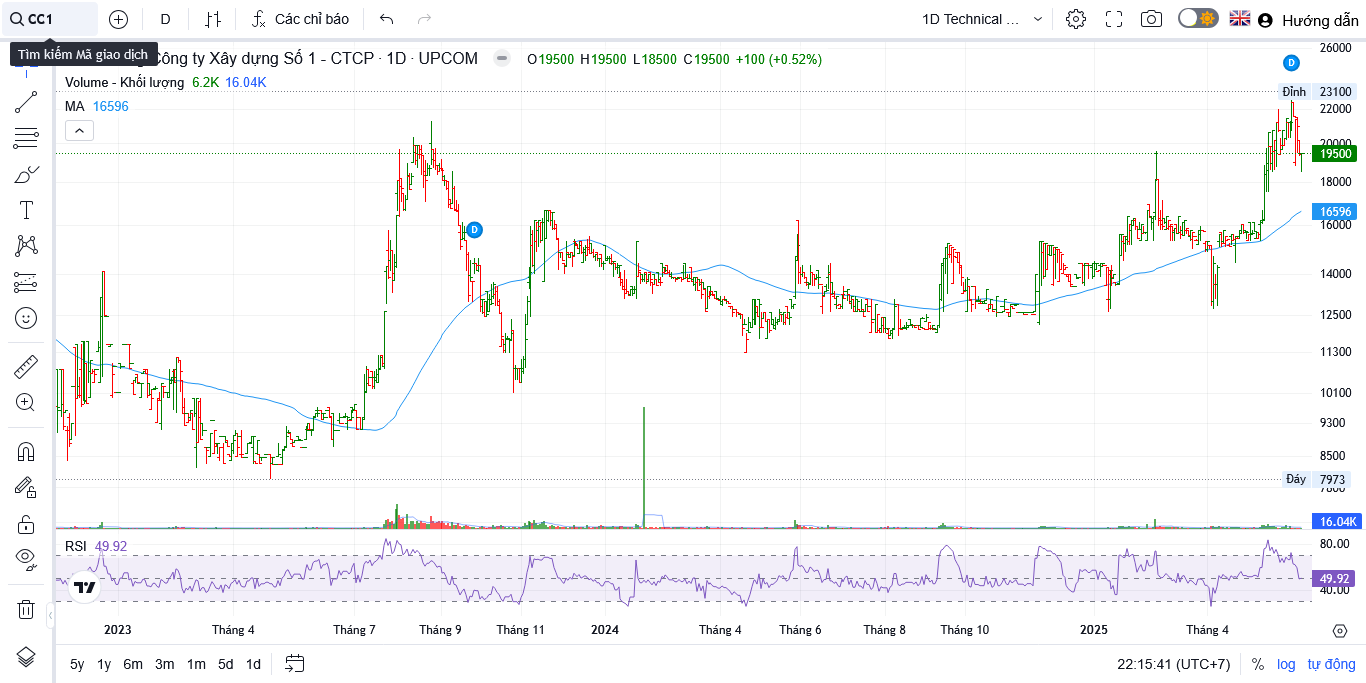 CC1
D
Các chỉ báo
1D Technical ...
Hướng dẫn
Tìm kiếm Mã giao dịch
Công ty Xây dựng Số 1 - CTCP · 1D · UPCOM
O19500 H19500 L18500 C19500 +100 (+0.52%)
Volume - Khối lượng 6.2K 16.04K
MA 16596
D
D
26000
Đỉnh 23100
22000
20000
19500
18000
16596
16000
14000
12500
11300
10100
9300
8500
Đáy 7973
16.04K
RSI 49.92
80.00
49.92
40.00
2023
Tháng 4
Tháng 7
Tháng 9
Tháng 11
2024
Tháng 4
Tháng 6
Tháng 8
Tháng 10
2025
Tháng 4
5y 1y 6m 3m 1m 5d 1d
22:15:41 (UTC+7)
% log tự động